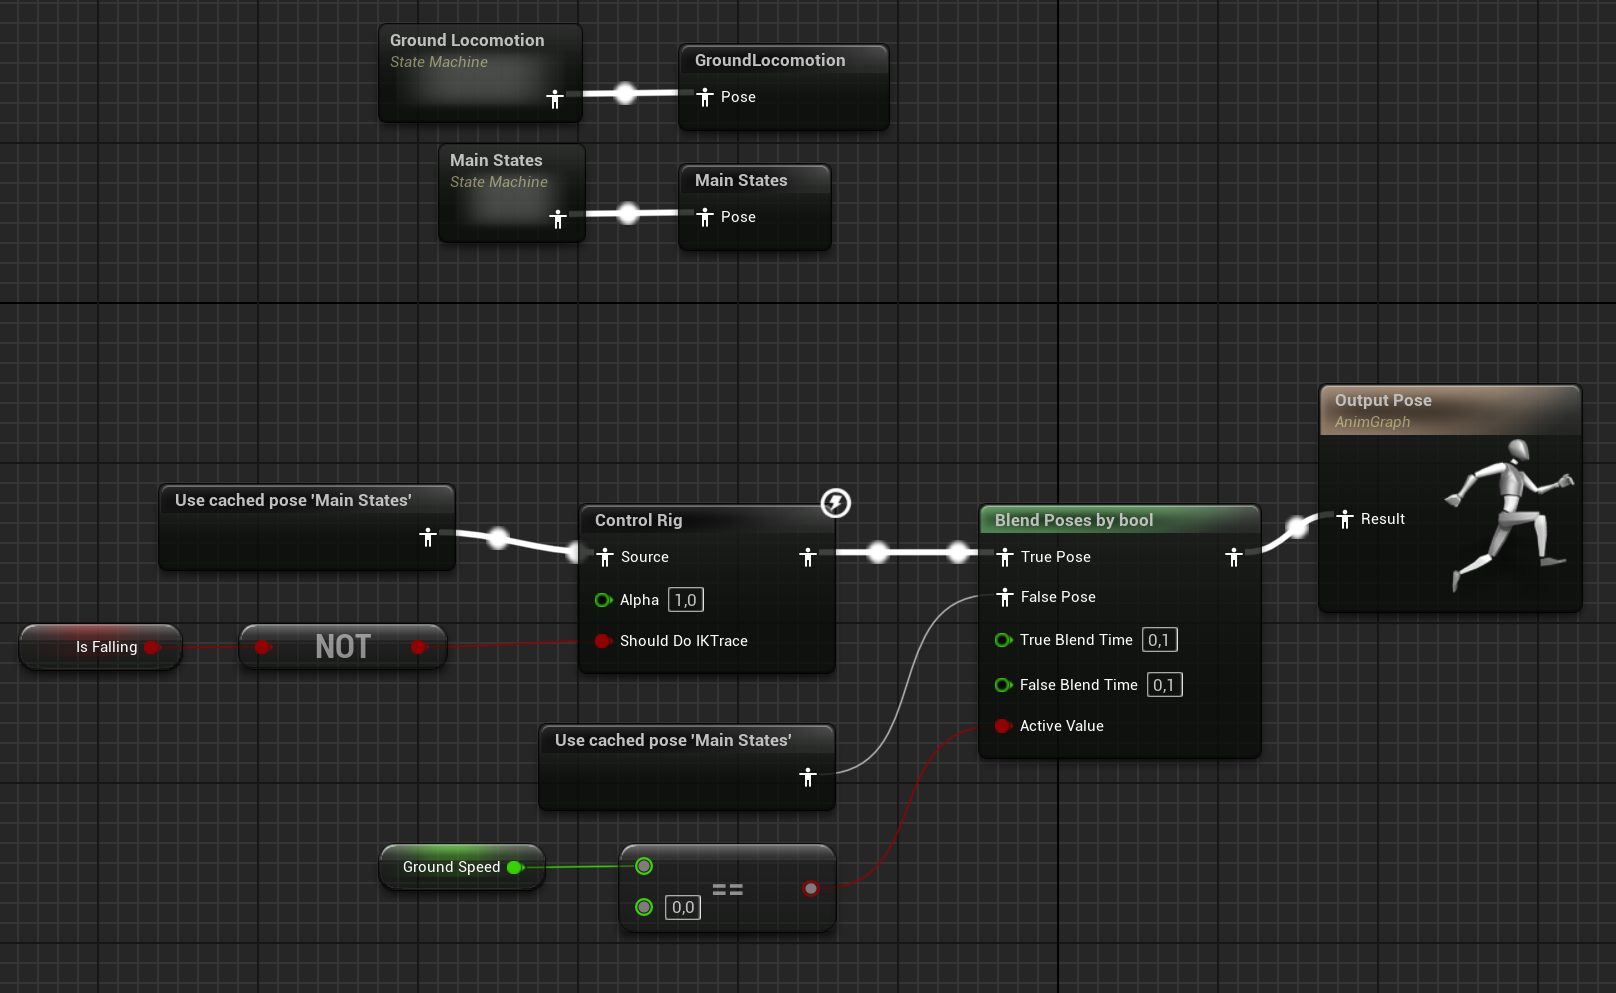 Ground Locomotion
State Machine
GroundLocomotion
Pose
Main States
State Machine
Main States
Pose
Output Pose
AnimGraph
Result
Use cached pose 'Main States'
Control Rig
Source
Alpha 1,0
Should Do IKTrace
Blend Poses by bool
True Pose
False Pose
True Blend Time 0,1
False Blend Time 0,1
Active Value
Is Falling
NOT
Use cached pose 'Main States'
Ground Speed
==
0,0